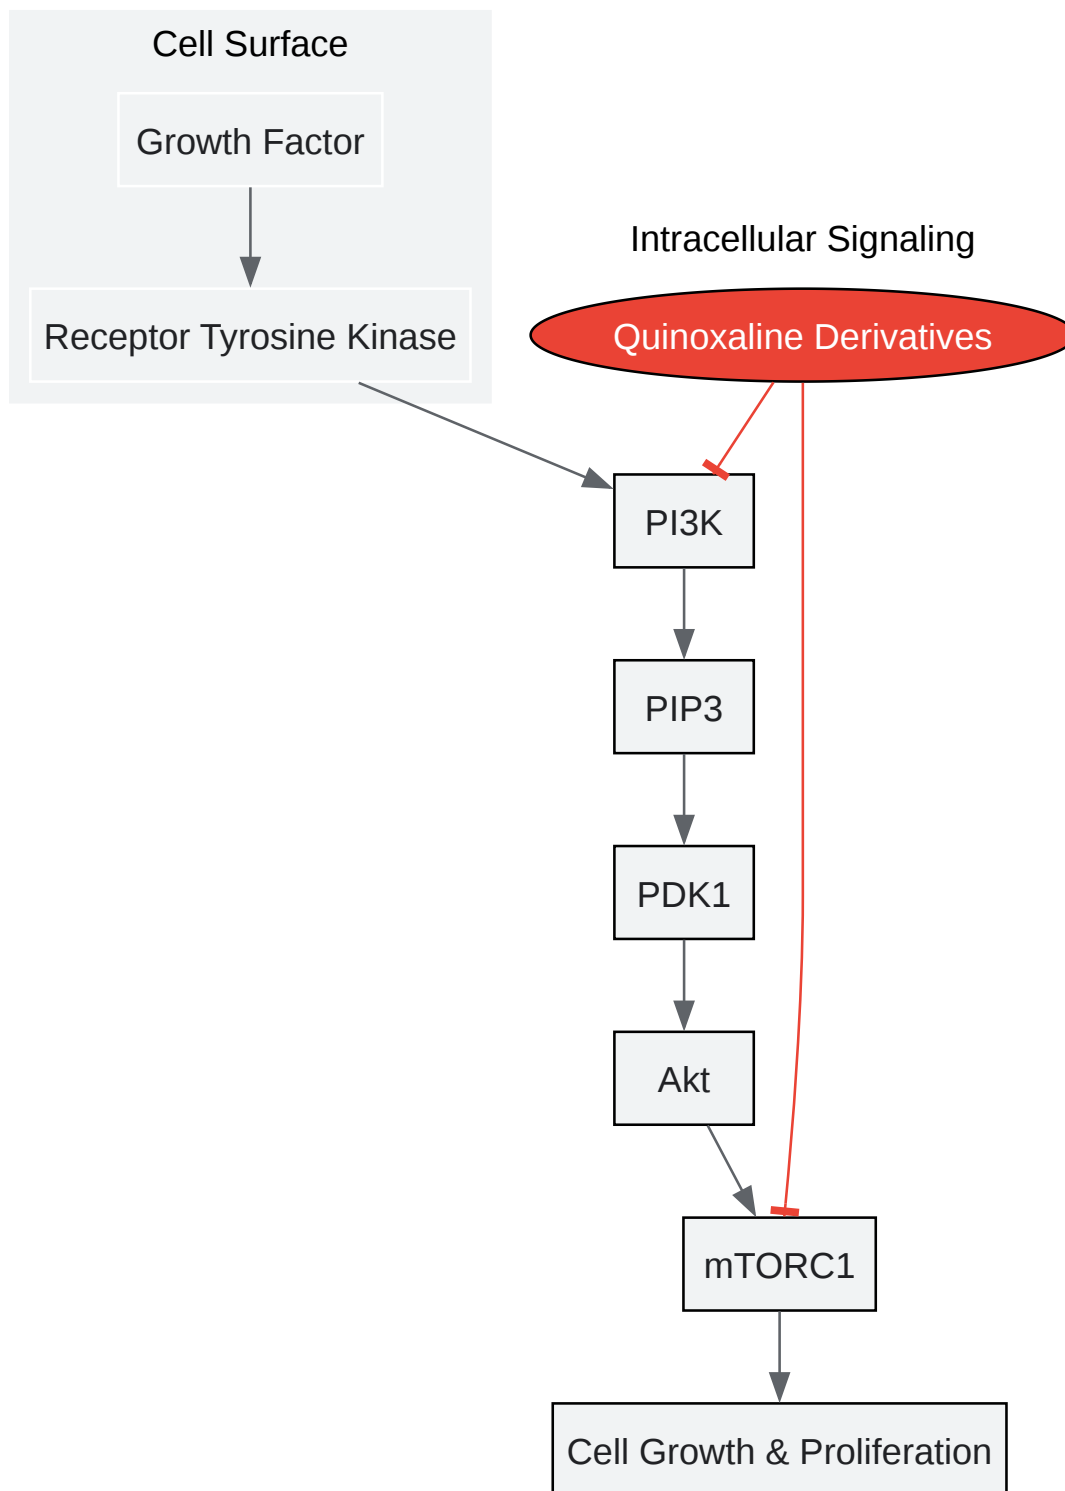 Cell Surface
Growth Factor
Receptor Tyrosine Kinase
Intracellular Signaling
Quinoxaline Derivatives
PI3K
PIP3
PDK1
Akt
mTORC1
Cell Growth & Proliferation